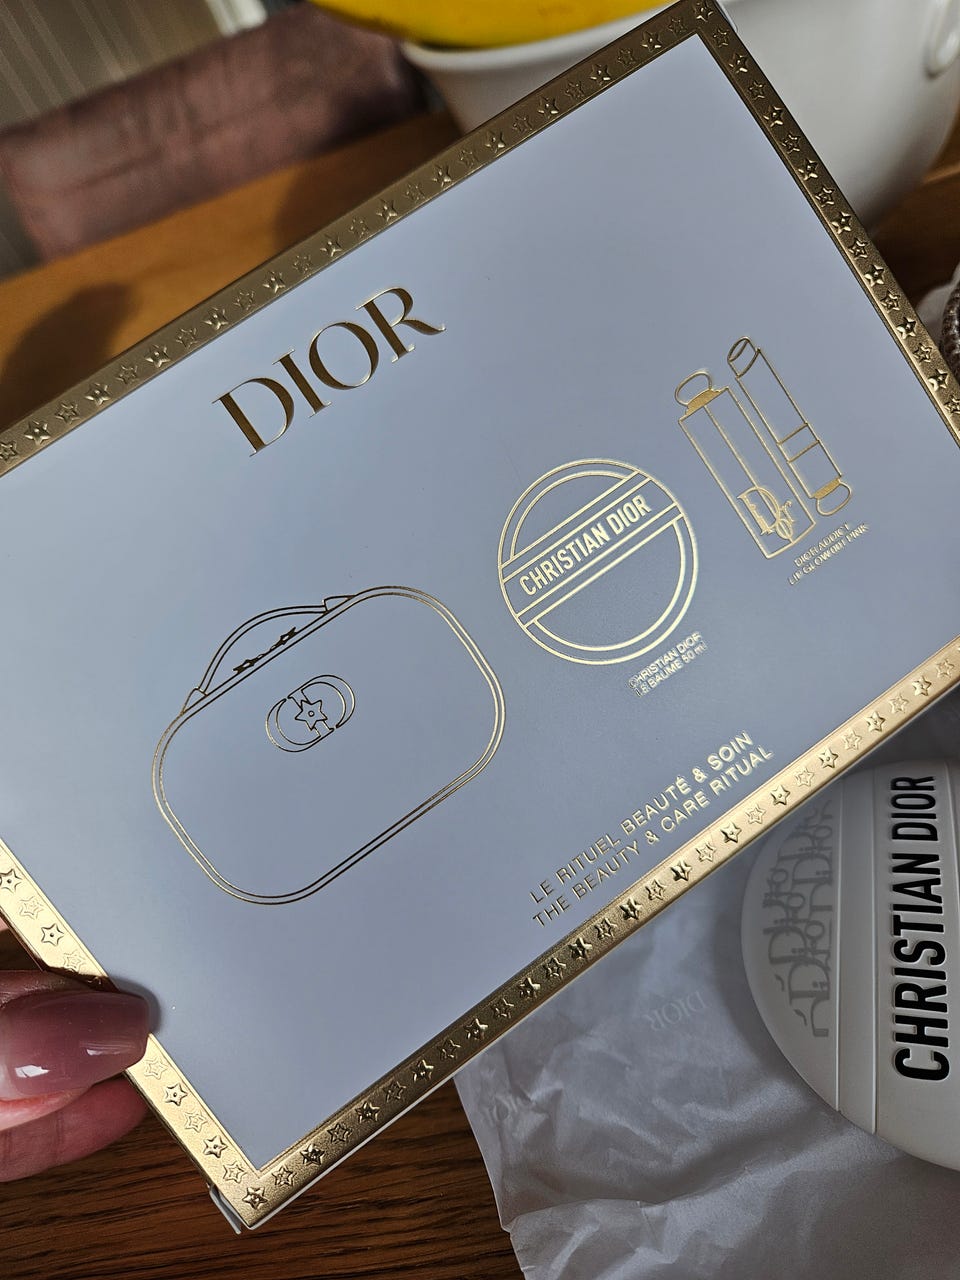 DIOR
CHRISTIAN DIOR
Dior
DIOR ADDICT
LIP GLOW 001 PINK
CHRISTIAN DIOR
LE BAUME 50 ml
LE RITUEL BEAUTÉ & SOIN
THE BEAUTY & CARE RITUAL
CHRISTIAN DIOR
DIOR